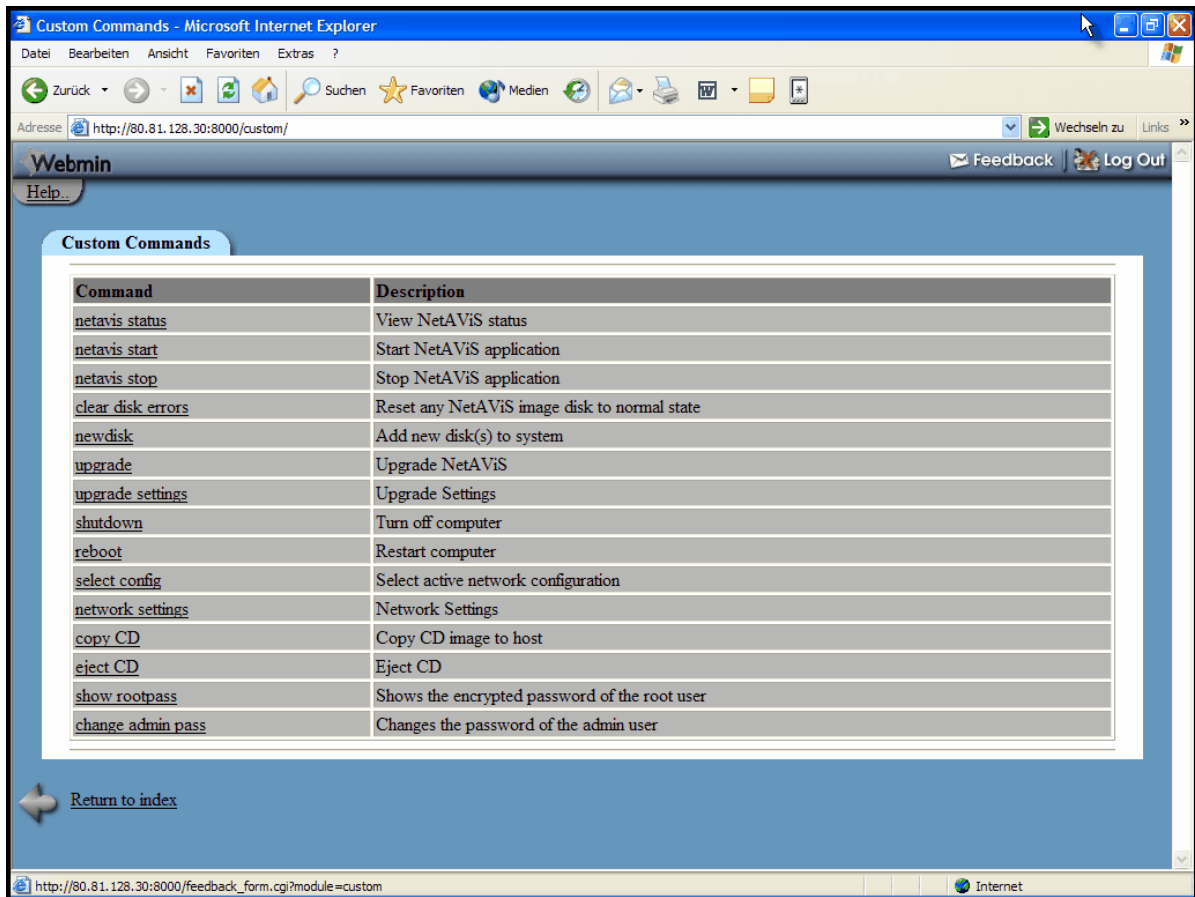 Custom Commands - Microsoft Internet Explorer
Datei Bearbeiten Ansicht Favoriten Extras ?
Zurück Suchen Favoriten Medien
Adresse http://80.81.128.30:8000/custom/ Wechseln zu Links »
Webmin Feedback Log Out
Help..
Custom Commands
Command Description
netavis status View NetAViS status
netavis start Start NetAViS application
netavis stop Stop NetAViS application
clear disk errors Reset any NetAViS image disk to normal state
newdisk Add new disk(s) to system
upgrade Upgrade NetAViS
upgrade settings Upgrade Settings
shutdown Turn off computer
reboot Restart computer
select config Select active network configuration
network settings Network Settings
copy CD Copy CD image to host
eject CD Eject CD
show rootpass Shows the encrypted password of the root user
change admin pass Changes the password of the admin user
Return to index
http://80.81.128.30:8000/feedback_form.cgi?module=custom Internet